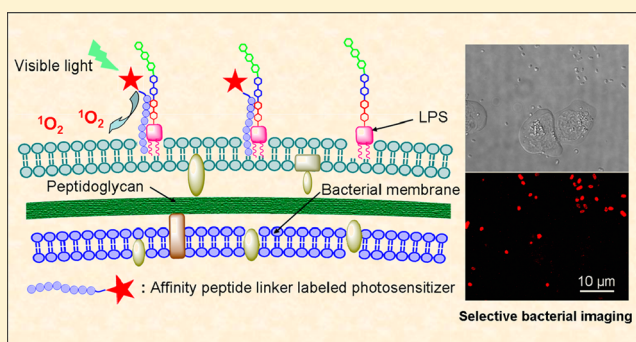 Visible light
¹O₂
¹O₂
LPS
Peptidoglycan
Bacterial membrane
: Affinity peptide linker labeled photosensitizer
10 µm
Selective bacterial imaging